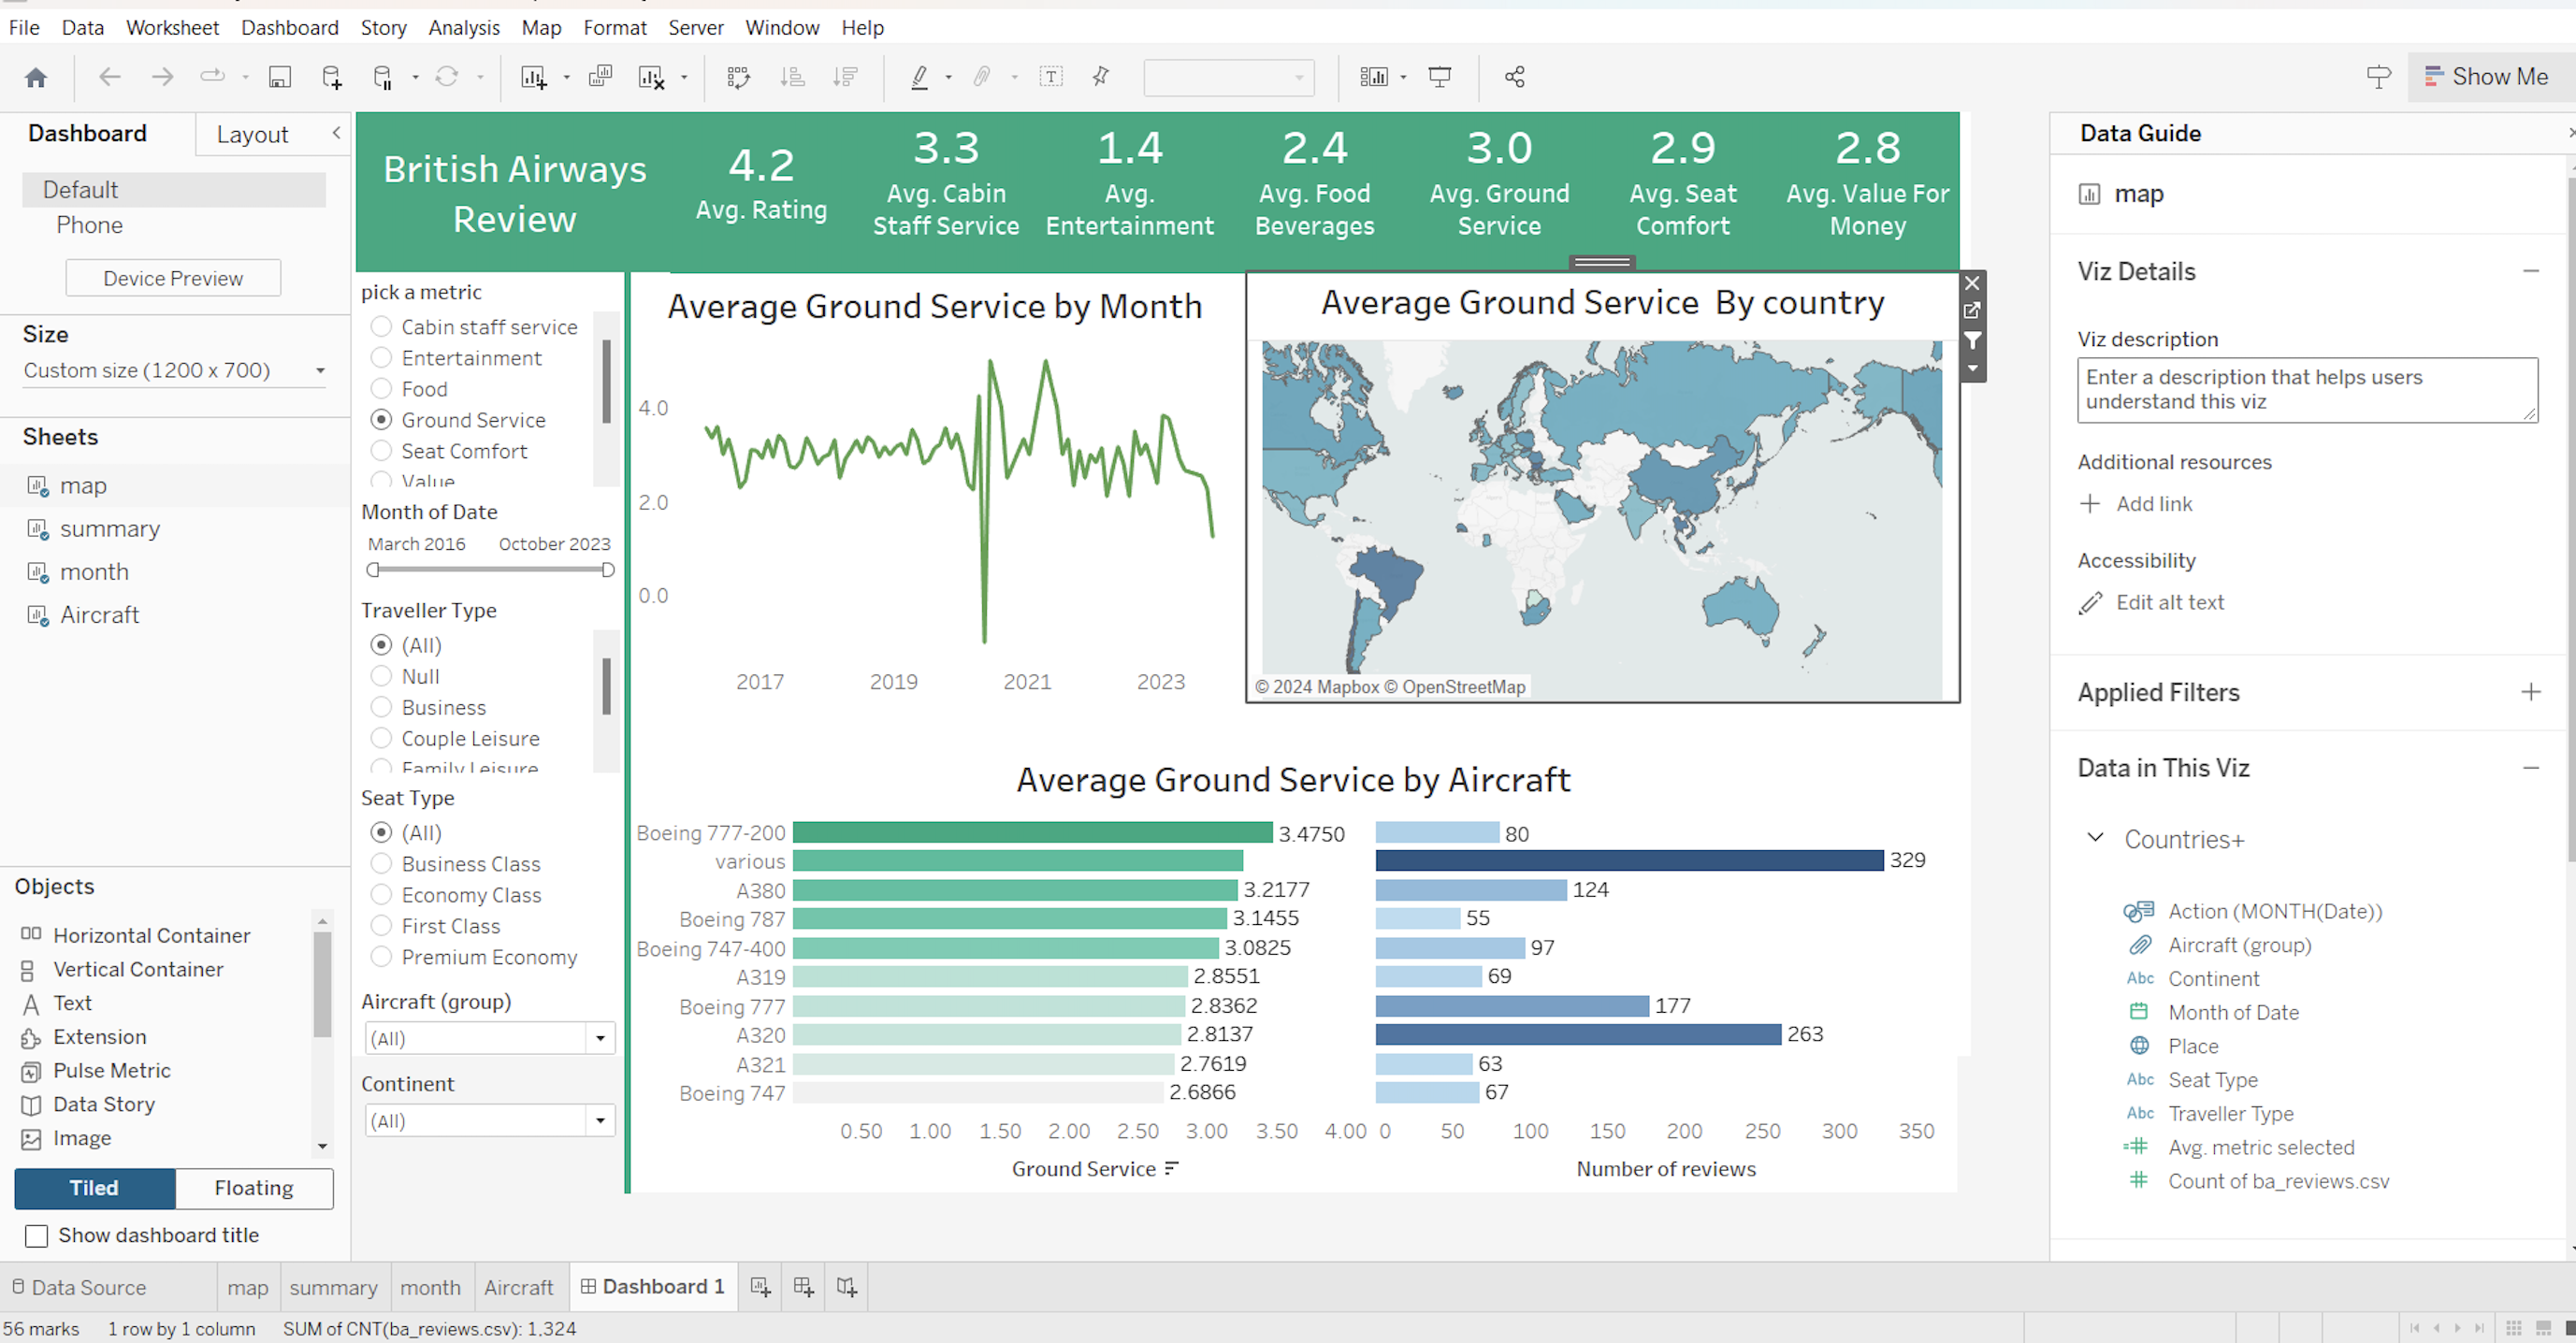 File Data Worksheet Dashboard Story Analysis Map Format Server Window Help
Show Me
Dashboard
Layout
Default
Phone
Device Preview
Size
Custom size (1200 x 700)
Sheets
map
summary
month
Aircraft
Objects
Horizontal Container
Vertical Container
Text
Extension
Pulse Metric
Data Story
Image
Tiled
Floating
Show dashboard title
British Airways
Review
4.2
Avg. Rating
3.3
Avg. Cabin
Staff Service
1.4
Avg.
Entertainment
2.4
Avg. Food
Beverages
3.0
Avg. Ground
Service
2.9
Avg. Seat
Comfort
2.8
Avg. Value For
Money
pick a metric
Cabin staff service
Entertainment
Food
Ground Service
Seat Comfort
Value
Month of Date
March 2016 October 2023
Traveller Type
(All)
Null
Business
Couple Leisure
Family Leisure
Seat Type
(All)
Business Class
Economy Class
First Class
Premium Economy
Aircraft (group)
(All)
Continent
(All)
Average Ground Service by Month
4.0
2.0
0.0
2017 2019 2021 2023
Average Ground Service By country
© 2024 Mapbox © OpenStreetMap
Average Ground Service by Aircraft
Boeing 777-200 3.4750 80
various 329
A380 3.2177 124
Boeing 787 3.1455 55
Boeing 747-400 3.0825 97
A319 2.8551 69
Boeing 777 2.8362 177
A320 2.8137 263
A321 2.7619 63
Boeing 747 2.6866 67
0.50 1.00 1.50 2.00 2.50 3.00 3.50 4.00 0 50 100 150 200 250 300 350
Ground Service Number of reviews
Data Guide
map
Viz Details
Viz description
Enter a description that helps users
understand this viz
Additional resources
Add link
Accessibility
Edit alt text
Applied Filters
Data in This Viz
Countries+
Action (MONTH(Date))
Aircraft (group)
Abc Continent
Month of Date
Place
Abc Seat Type
Abc Traveller Type
Avg. metric selected
Count of ba_reviews.csv
Data Source map summary month Aircraft Dashboard 1
56 marks 1 row by 1 column SUM of CNT(ba_reviews.csv): 1,324